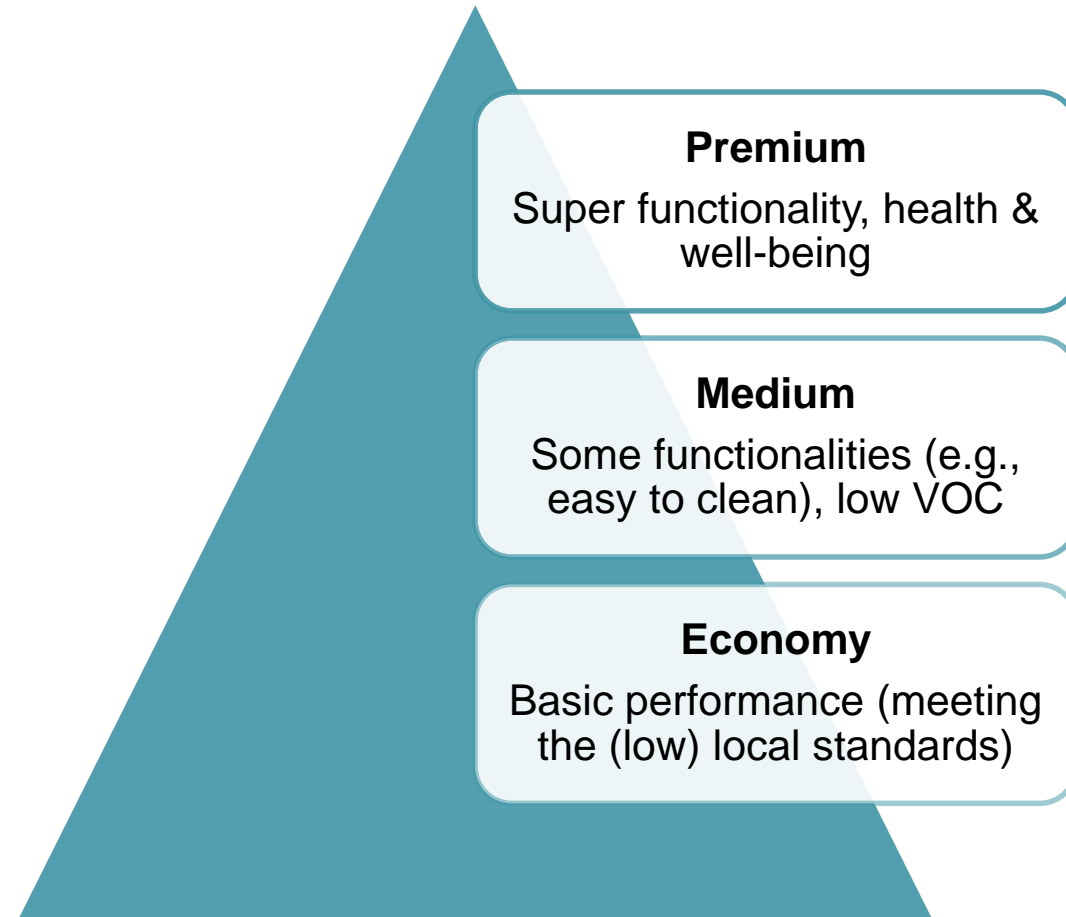 Premium
Super functionality, health &
well-being
Medium
Some functionalities (e.g.,
easy to clean), low VOC
Economy
Basic performance (meeting
the (low) local standards)